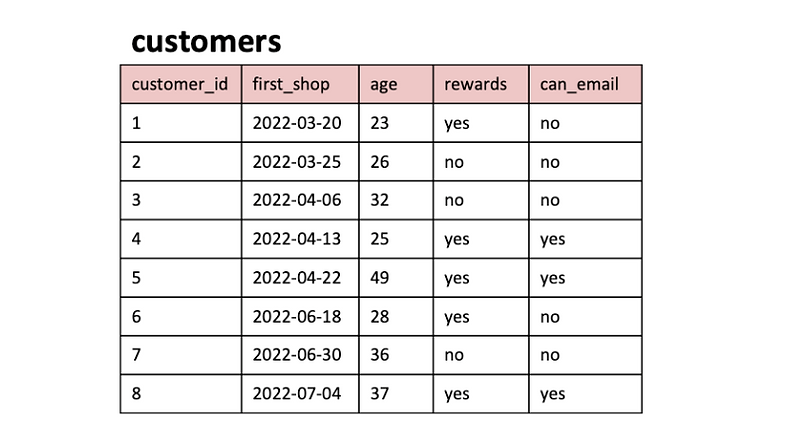 customers
customer_id first_shop age rewards can_email
1 2022-03-20 23 yes no
2 2022-03-25 26 no no
3 2022-04-06 32 no no
4 2022-04-13 25 yes yes
5 2022-04-22 49 yes yes
6 2022-06-18 28 yes no
7 2022-06-30 36 no no
8 2022-07-04 37 yes yes